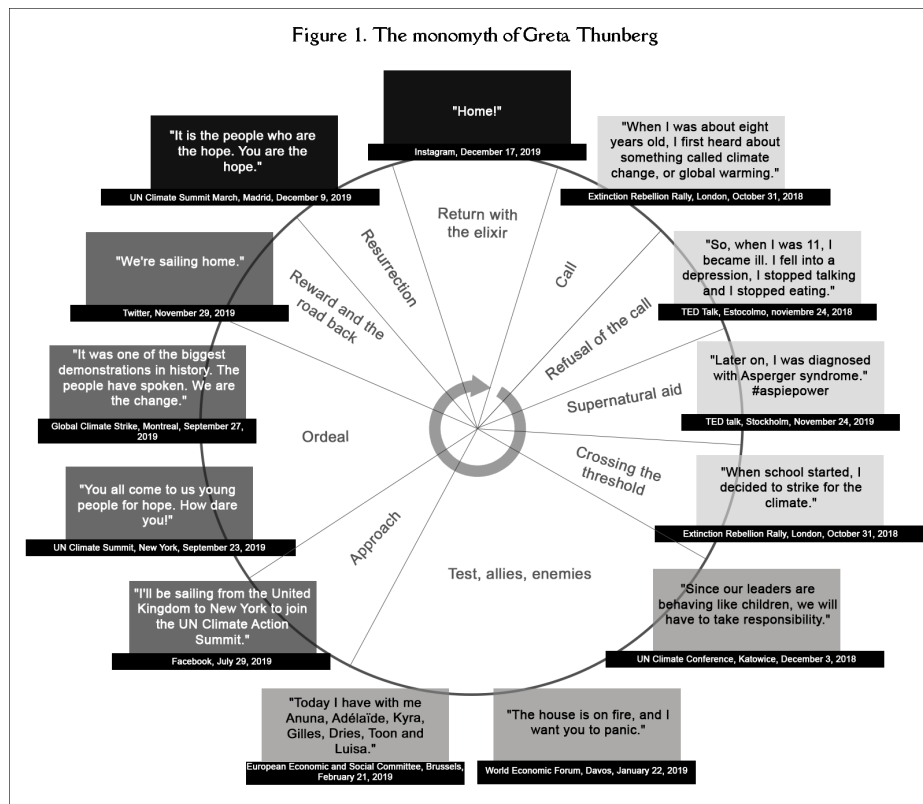 Figure 1. The monomyth of Greta Thunberg
"Home!"
Instagram, December 17, 2019
"When I was about eight
years old, I first heard about
something called climate
change, or global warming."
Extinction Rebellion Rally, London, October 31, 2018
"So, when I was 11, I
became ill. I fell into a
depression, I stopped talking
and I stopped eating."
TED Talk, Estocolmo, noviembre 24, 2018
"Later on, I was diagnosed
with Asperger syndrome."
#aspiepower
TED talk, Stockholm, November 24, 2019
"When school started, I
decided to strike for the
climate."
Extinction Rebellion Rally, London, October 31, 2018
"Since our leaders are
behaving like children, we will
have to take responsibility."
UN Climate Conference, Katowice, December 3, 2018
"The house is on fire, and I
want you to panic."
World Economic Forum, Davos, January 22, 2019
"Today I have with me
Anuna, Adélaïde, Kyra,
Gilles, Dries, Toon and
Luisa."
European Economic and Social Committee, Brussels,
February 21, 2019
"I'll be sailing from the United
Kingdom to New York to join
the UN Climate Action
Summit."
Facebook, July 29, 2019
"You all come to us young
people for hope. How dare
you!"
UN Climate Summit, New York, September 23, 2019
"It was one of the biggest
demonstrations in history. The
people have spoken. We are
the change."
Global Climate Strike, Montreal, September 27,
2019
"We're sailing home."
Twitter, November 29, 2019
"It is the people who are
the hope. You are the
hope."
UN Climate Summit March, Madrid, December 9, 2019
Return with
the elixir
Call
Refusal of the call
Supernatural aid
Crossing the
threshold
Test, allies, enemies
Approach
Ordeal
Reward and the
road back
Resurrection